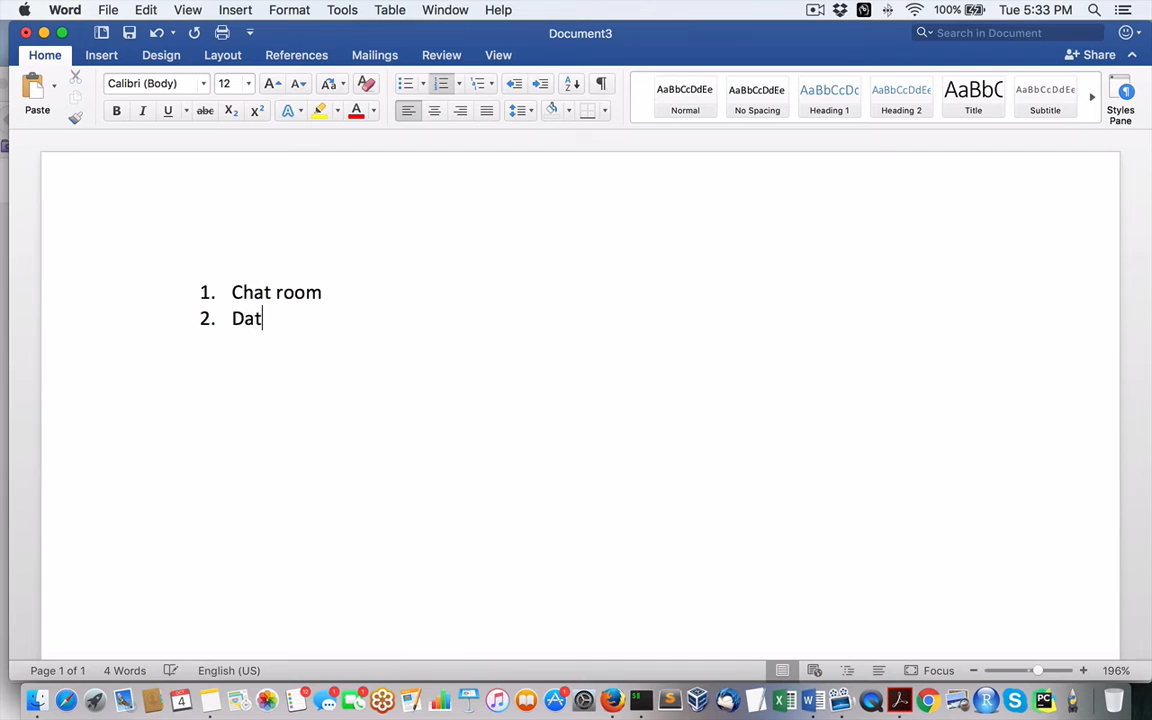 Word File Edit View Insert Format Tools Table Window Help 100% Tue 5:33 PM
Document3 Search in Document
Home Insert Design Layout References Mailings Review View Share
Calibri (Body) 12 AaBbCcDdEe AaBbCcDdEe AaBbCcDc AaBbCcDdEe AaBbC AaBbCcDdEe
Paste B I U abc X₂ X² A A Normal No Spacing Heading 1 Heading 2 Title Subtitle Styles
Pane
1. Chat room
2. Dat
Page 1 of 1 4 Words English (US) Focus 196%